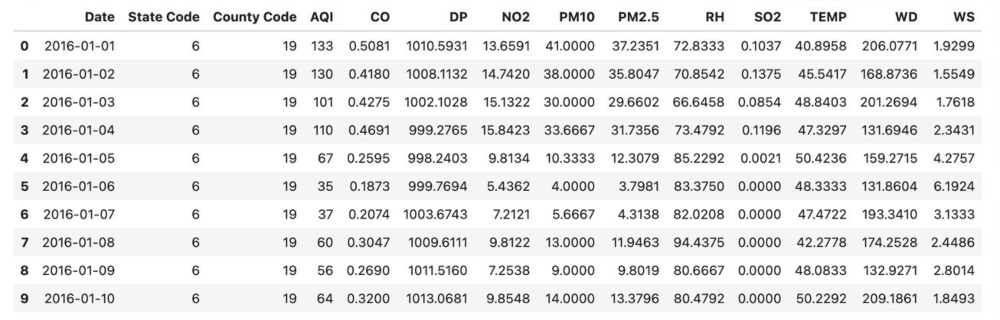 Date State Code County Code AQI CO DP NO2 PM10 PM2.5 RH SO2 TEMP WD WS
0 2016-01-01 6 19 133 0.5081 1010.5931 13.6591 41.0000 37.2351 72.8333 0.1037 40.8958 206.0771 1.9299
1 2016-01-02 6 19 130 0.4180 1008.1132 14.7420 38.0000 35.8047 70.8542 0.1375 45.5417 168.8736 1.5549
2 2016-01-03 6 19 101 0.4275 1002.1028 15.1322 30.0000 29.6602 66.6458 0.0854 48.8403 201.2694 1.7618
3 2016-01-04 6 19 110 0.4691 999.2765 15.8423 33.6667 31.7356 73.4792 0.1196 47.3297 131.6946 2.3431
4 2016-01-05 6 19 67 0.2595 998.2403 9.8134 10.3333 12.3079 85.2292 0.0021 50.4236 159.2715 4.2757
5 2016-01-06 6 19 35 0.1873 999.7694 5.4362 4.0000 3.7981 83.3750 0.0000 48.3333 131.8604 6.1924
6 2016-01-07 6 19 37 0.2074 1003.6743 7.2121 5.6667 4.3138 82.0208 0.0000 47.4722 193.3410 3.1333
7 2016-01-08 6 19 60 0.3047 1009.6111 9.8122 13.0000 11.9463 94.4375 0.0000 42.2778 174.2528 2.4486
8 2016-01-09 6 19 56 0.2690 1011.5160 7.2538 9.0000 9.8019 80.6667 0.0000 48.0833 132.9271 2.8014
9 2016-01-10 6 19 64 0.3200 1013.0681 9.8548 14.0000 13.3796 80.4792 0.0000 50.2292 209.1861 1.8493